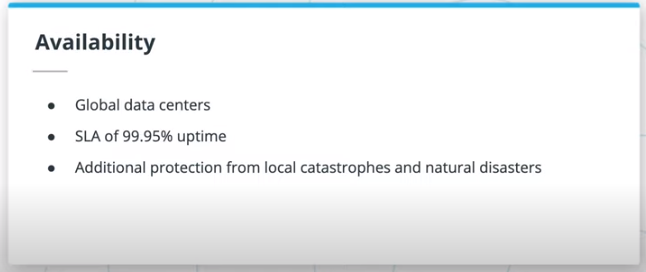 Availability
● Global data centers
● SLA of 99.95% uptime
● Additional protection from local catastrophes and natural disasters